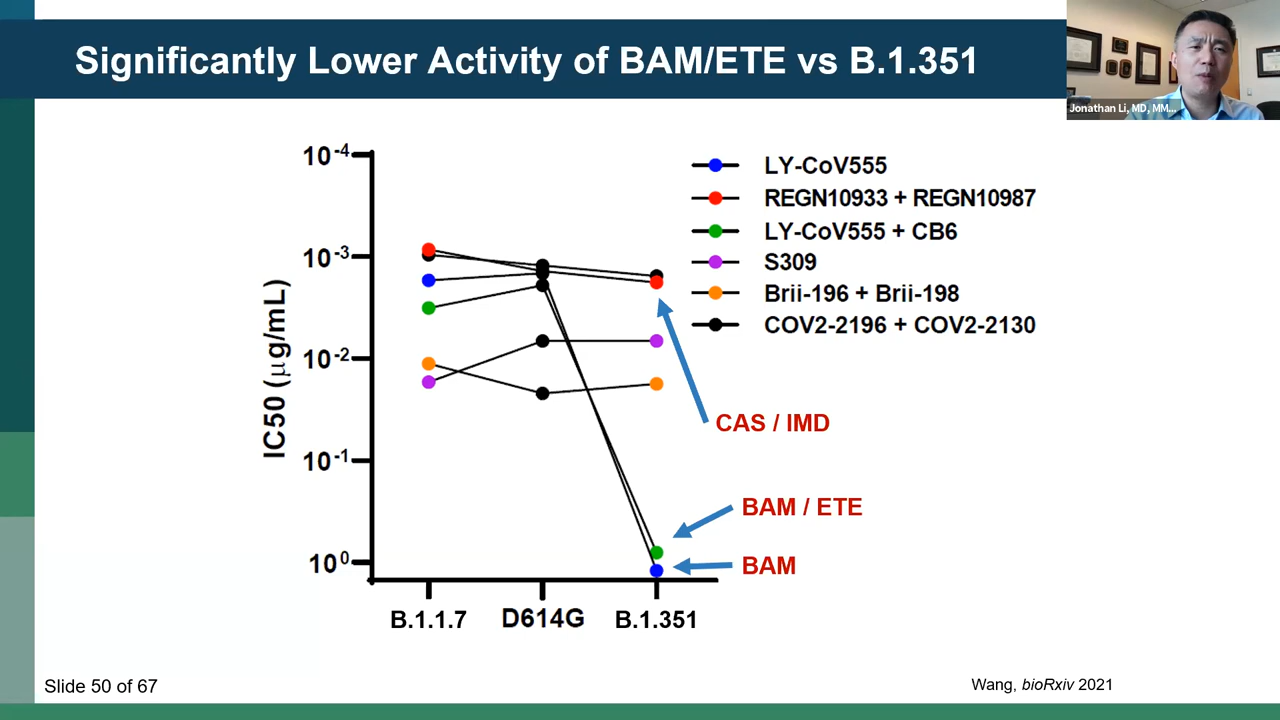 Significantly Lower Activity of BAM/ETE vs B.1.351
Jonathan Li, MD, MM...
10-4
10-3
10-2
10-1
100
IC50 (μg/mL)
LY-CoV555
REGN10933 + REGN10987
LY-CoV555 + CB6
S309
Brii-196 + Brii-198
COV2-2196 + COV2-2130
CAS / IMD
BAM / ETE
BAM
B.1.1.7 D614G B.1.351
Slide 50 of 67
Wang, bioRxiv 2021